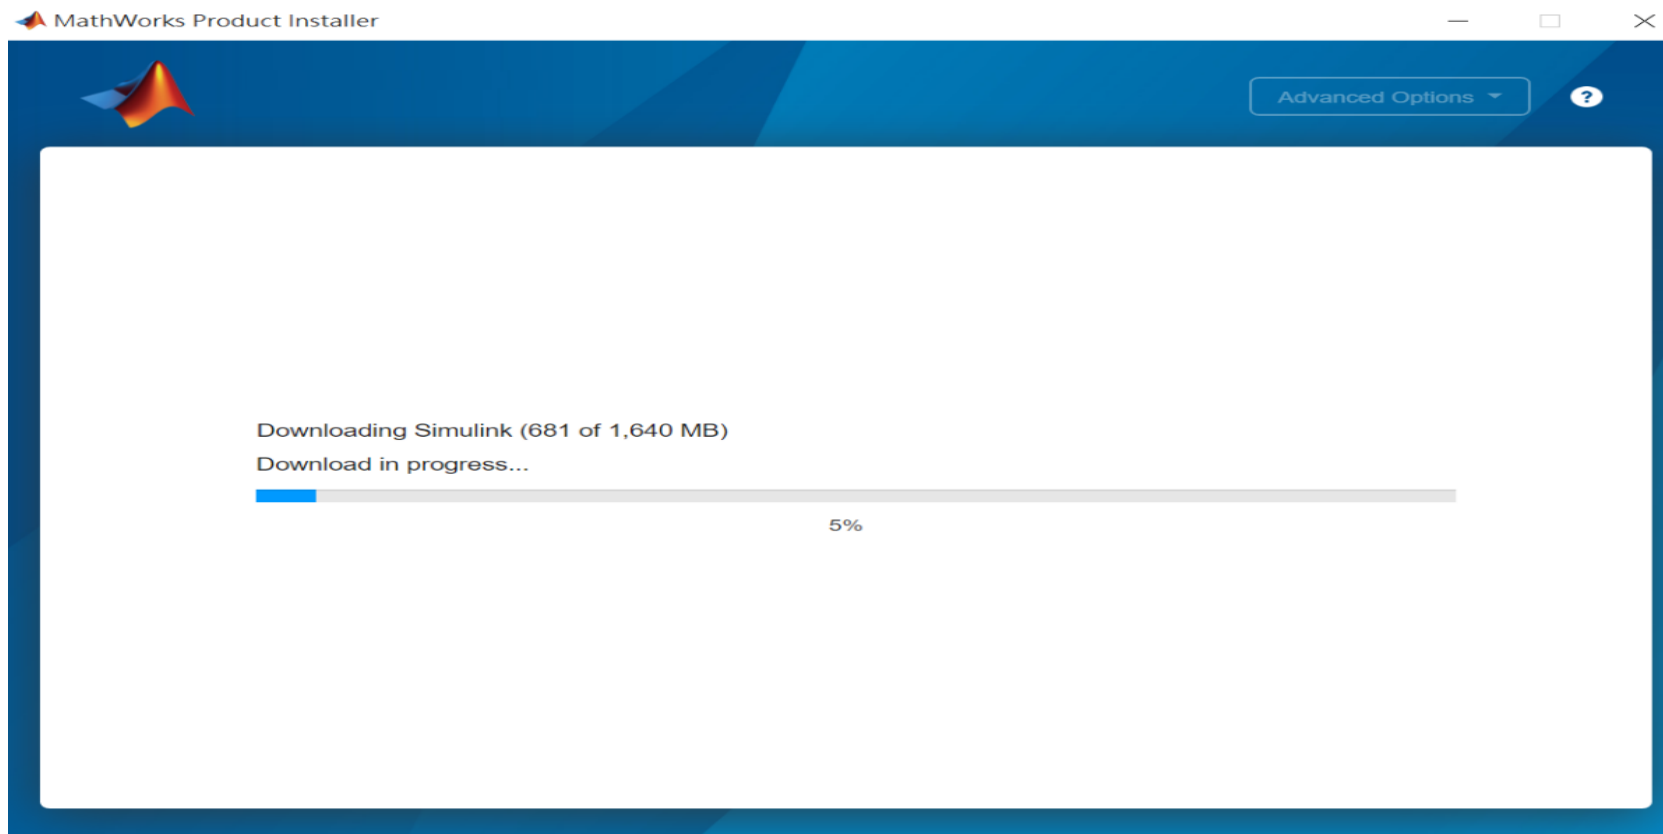 MathWorks Product Installer
Advanced Options
?
Downloading Simulink (681 of 1,640 MB)
Download in progress...
5%